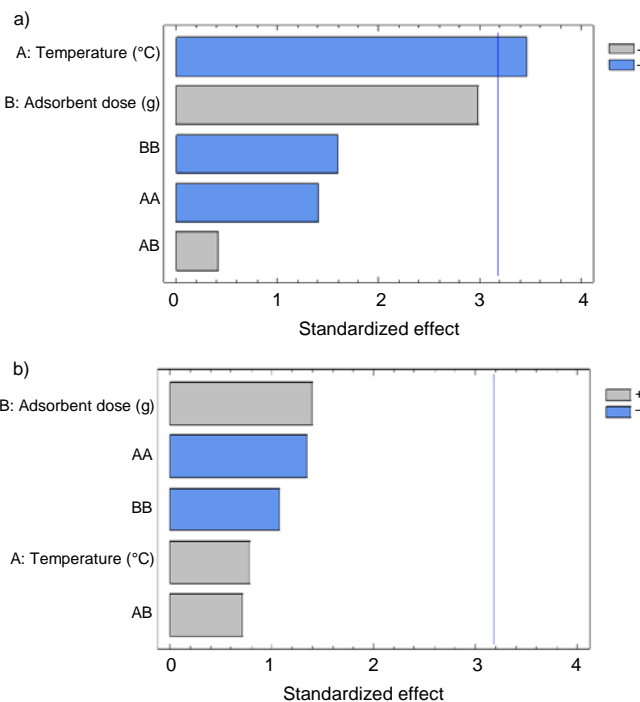 a)
A: Temperature (°C)
B: Adsorbent dose (g)
BB
AA
AB
0 1 2 3 4
Standardized effect
b)
B: Adsorbent dose (g)
AA
BB
A: Temperature (°C)
AB
0 1 2 3 4
Standardized effect
+
−